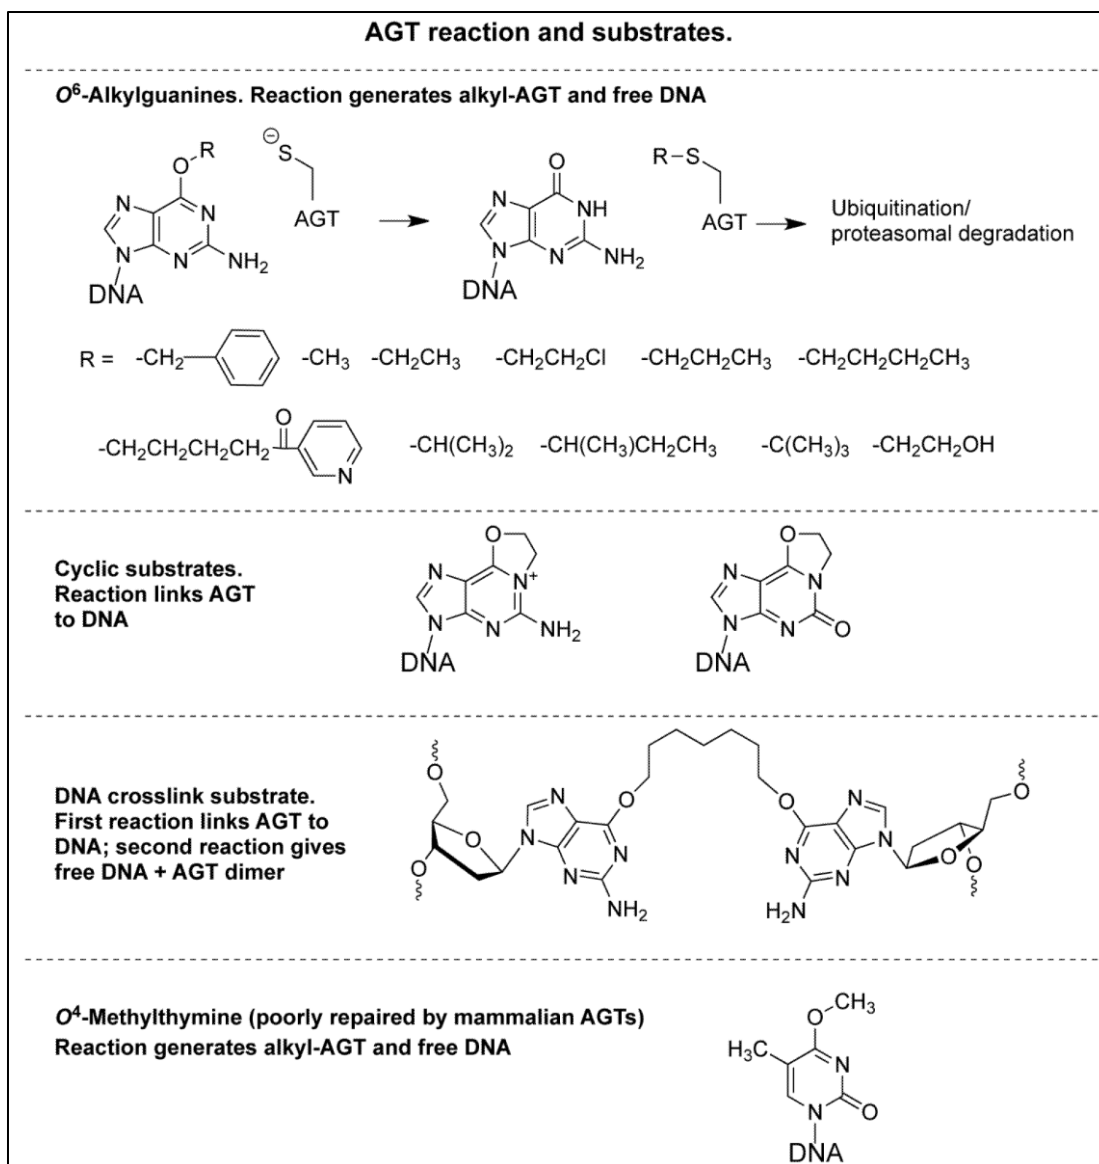 AGT reaction and substrates.
O⁶-Alkylguanines. Reaction generates alkyl-AGT and free DNA
O R N N N N NH₂ DNA
⊖ S AGT
O N NH N N NH₂ DNA
R–S AGT
Ubiquitination/
proteasomal degradation
R = -CH₂ -CH₃ -CH₂CH₃ -CH₂CH₂Cl -CH₂CH₂CH₃ -CH₂CH₂CH₂CH₃
-CH₂CH₂CH₂CH₂ O N -CH(CH₃)₂ -CH(CH₃)CH₂CH₃ -C(CH₃)₃ -CH₂CH₂OH
Cyclic substrates.
Reaction links AGT
to DNA
O N N⁺ N N NH₂ DNA
O N N N N O DNA
DNA crosslink substrate.
First reaction links AGT to
DNA; second reaction gives
free DNA + AGT dimer
O O O N N N N O NH₂
O N N N N H₂N O O O
O⁴-Methylthymine (poorly repaired by mammalian AGTs)
Reaction generates alkyl-AGT and free DNA
CH₃
O
H₃C
N
N O
DNA